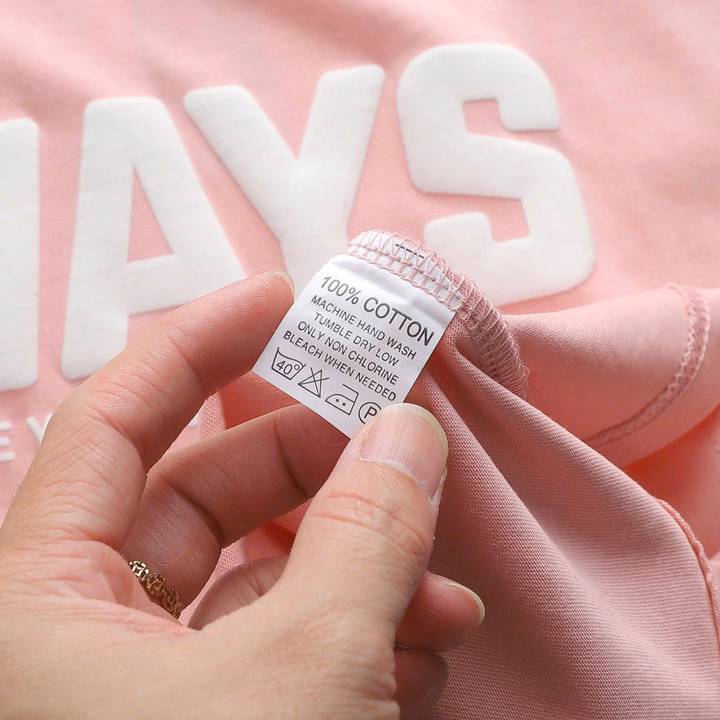 AYS
100% COTTON
MACHINE HAND WASH
TUMBLE DRY LOW
ONLY NON CHLORINE
BLEACH WHEN NEEDED
40°
P